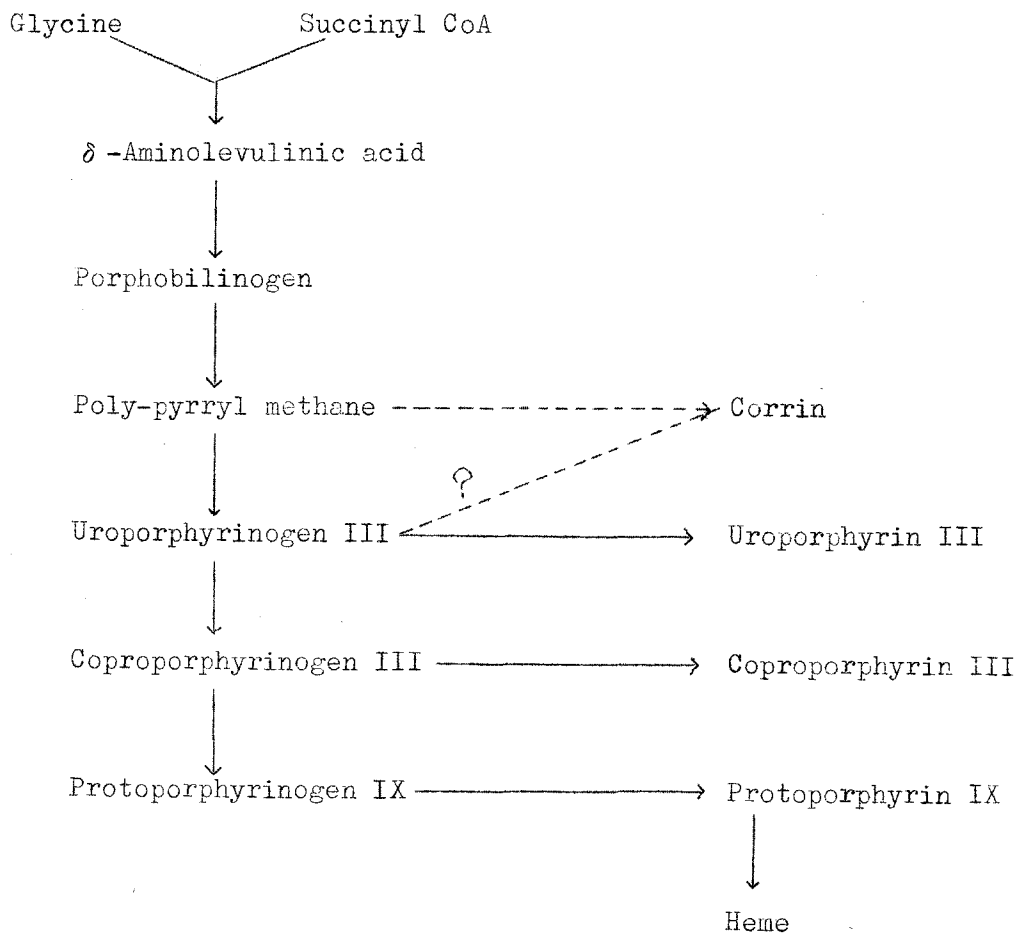 Glycine Succinyl CoA
δ-Aminolevulinic acid
Porphobilinogen
Poly-pyrryl methane Corrin
?
Uroporphyrinogen III Uroporphyrin III
Coproporphyrinogen III Coproporphyrin III
Protoporphyrinogen IX Protoporphyrin IX
Heme